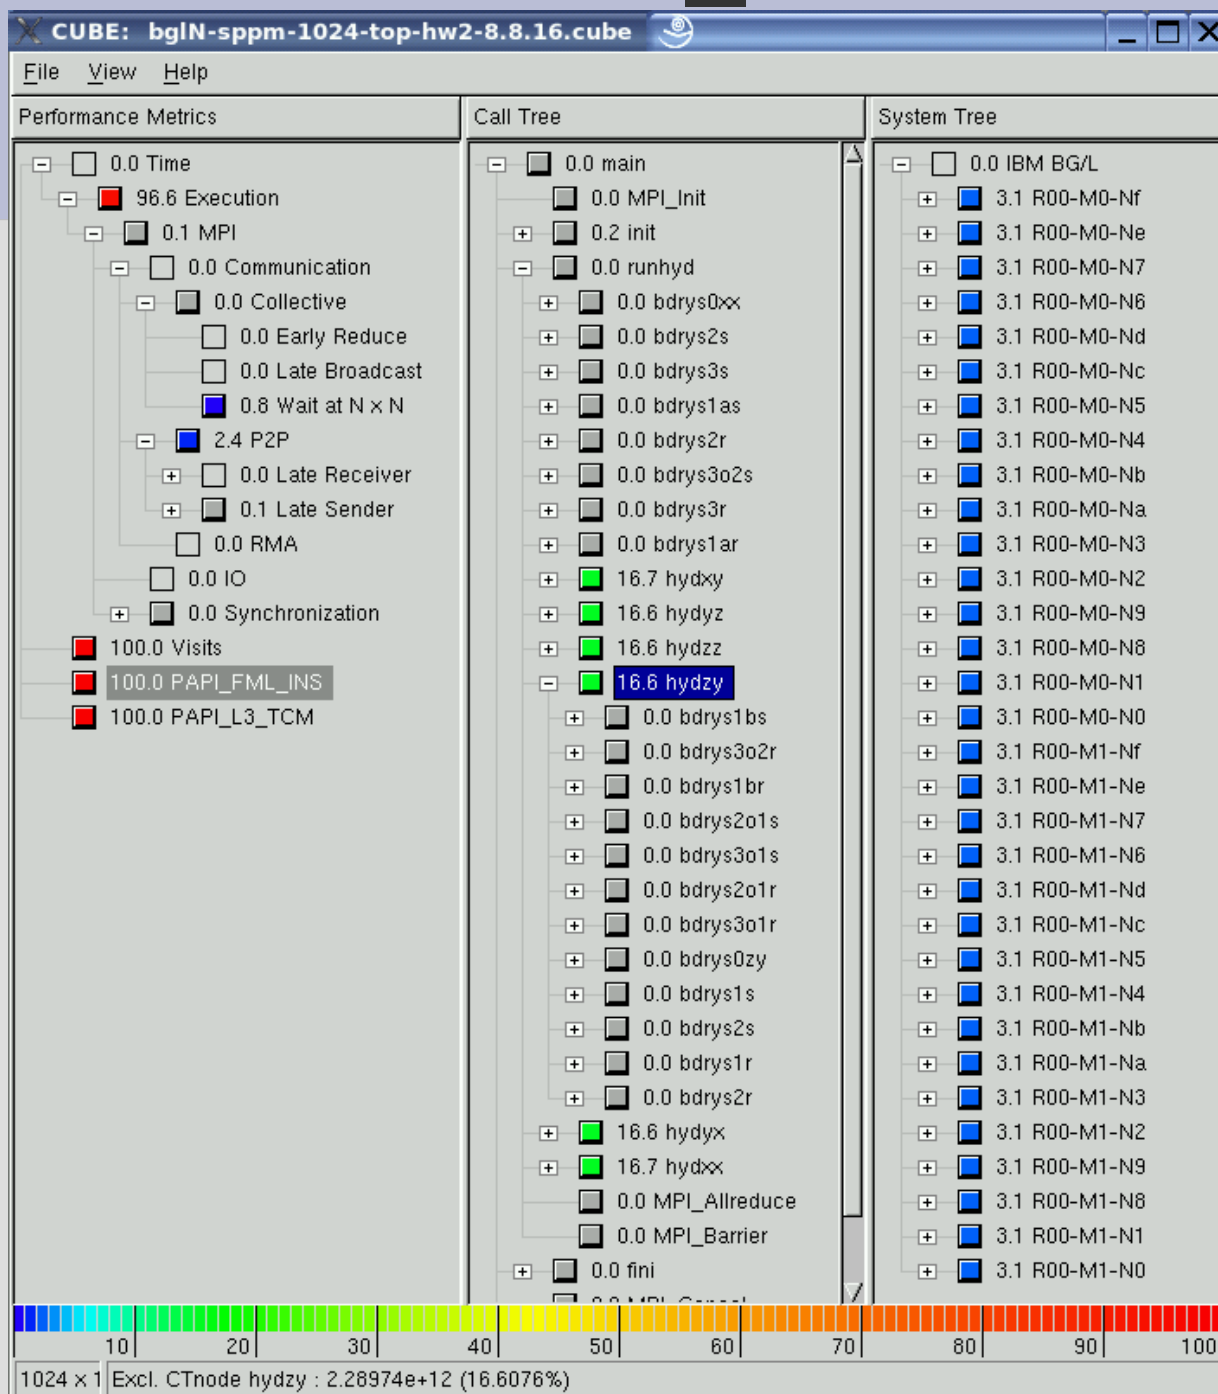 CUBE: bglN-sppm-1024-top-hw2-8.8.16.cube
File View Help
Performance Metrics
0.0 Time
96.6 Execution
0.1 MPI
0.0 Communication
0.0 Collective
0.0 Early Reduce
0.0 Late Broadcast
0.8 Wait at N x N
2.4 P2P
0.0 Late Receiver
0.1 Late Sender
0.0 RMA
0.0 IO
0.0 Synchronization
100.0 Visits
100.0 PAPI_FML_INS
100.0 PAPI_L3_TCM
Call Tree
0.0 main
0.0 MPI_Init
0.2 init
0.0 runhyd
0.0 bdrys0xx
0.0 bdrys2s
0.0 bdrys3s
0.0 bdrys1as
0.0 bdrys2r
0.0 bdrys3o2s
0.0 bdrys3r
0.0 bdrys1ar
16.7 hydxy
16.6 hydyz
16.6 hydzz
16.6 hydzy
0.0 bdrys1bs
0.0 bdrys3o2r
0.0 bdrys1br
0.0 bdrys2o1s
0.0 bdrys3o1s
0.0 bdrys2o1r
0.0 bdrys3o1r
0.0 bdrys0zy
0.0 bdrys1s
0.0 bdrys2s
0.0 bdrys1r
0.0 bdrys2r
16.6 hydyx
16.7 hydxx
0.0 MPI_Allreduce
0.0 MPI_Barrier
0.0 fini
System Tree
0.0 IBM BG/L
3.1 R00-M0-Nf
3.1 R00-M0-Ne
3.1 R00-M0-N7
3.1 R00-M0-N6
3.1 R00-M0-Nd
3.1 R00-M0-Nc
3.1 R00-M0-N5
3.1 R00-M0-N4
3.1 R00-M0-Nb
3.1 R00-M0-Na
3.1 R00-M0-N3
3.1 R00-M0-N2
3.1 R00-M0-N9
3.1 R00-M0-N8
3.1 R00-M0-N1
3.1 R00-M0-N0
3.1 R00-M1-Nf
3.1 R00-M1-Ne
3.1 R00-M1-N7
3.1 R00-M1-N6
3.1 R00-M1-Nd
3.1 R00-M1-Nc
3.1 R00-M1-N5
3.1 R00-M1-N4
3.1 R00-M1-Nb
3.1 R00-M1-Na
3.1 R00-M1-N3
3.1 R00-M1-N2
3.1 R00-M1-N9
3.1 R00-M1-N8
3.1 R00-M1-N1
3.1 R00-M1-N0
10 20 30 40 50 60 70 80 90 100
1024 x 1 Excl. CTnode hydzy : 2.28974e+12 (16.6076%)